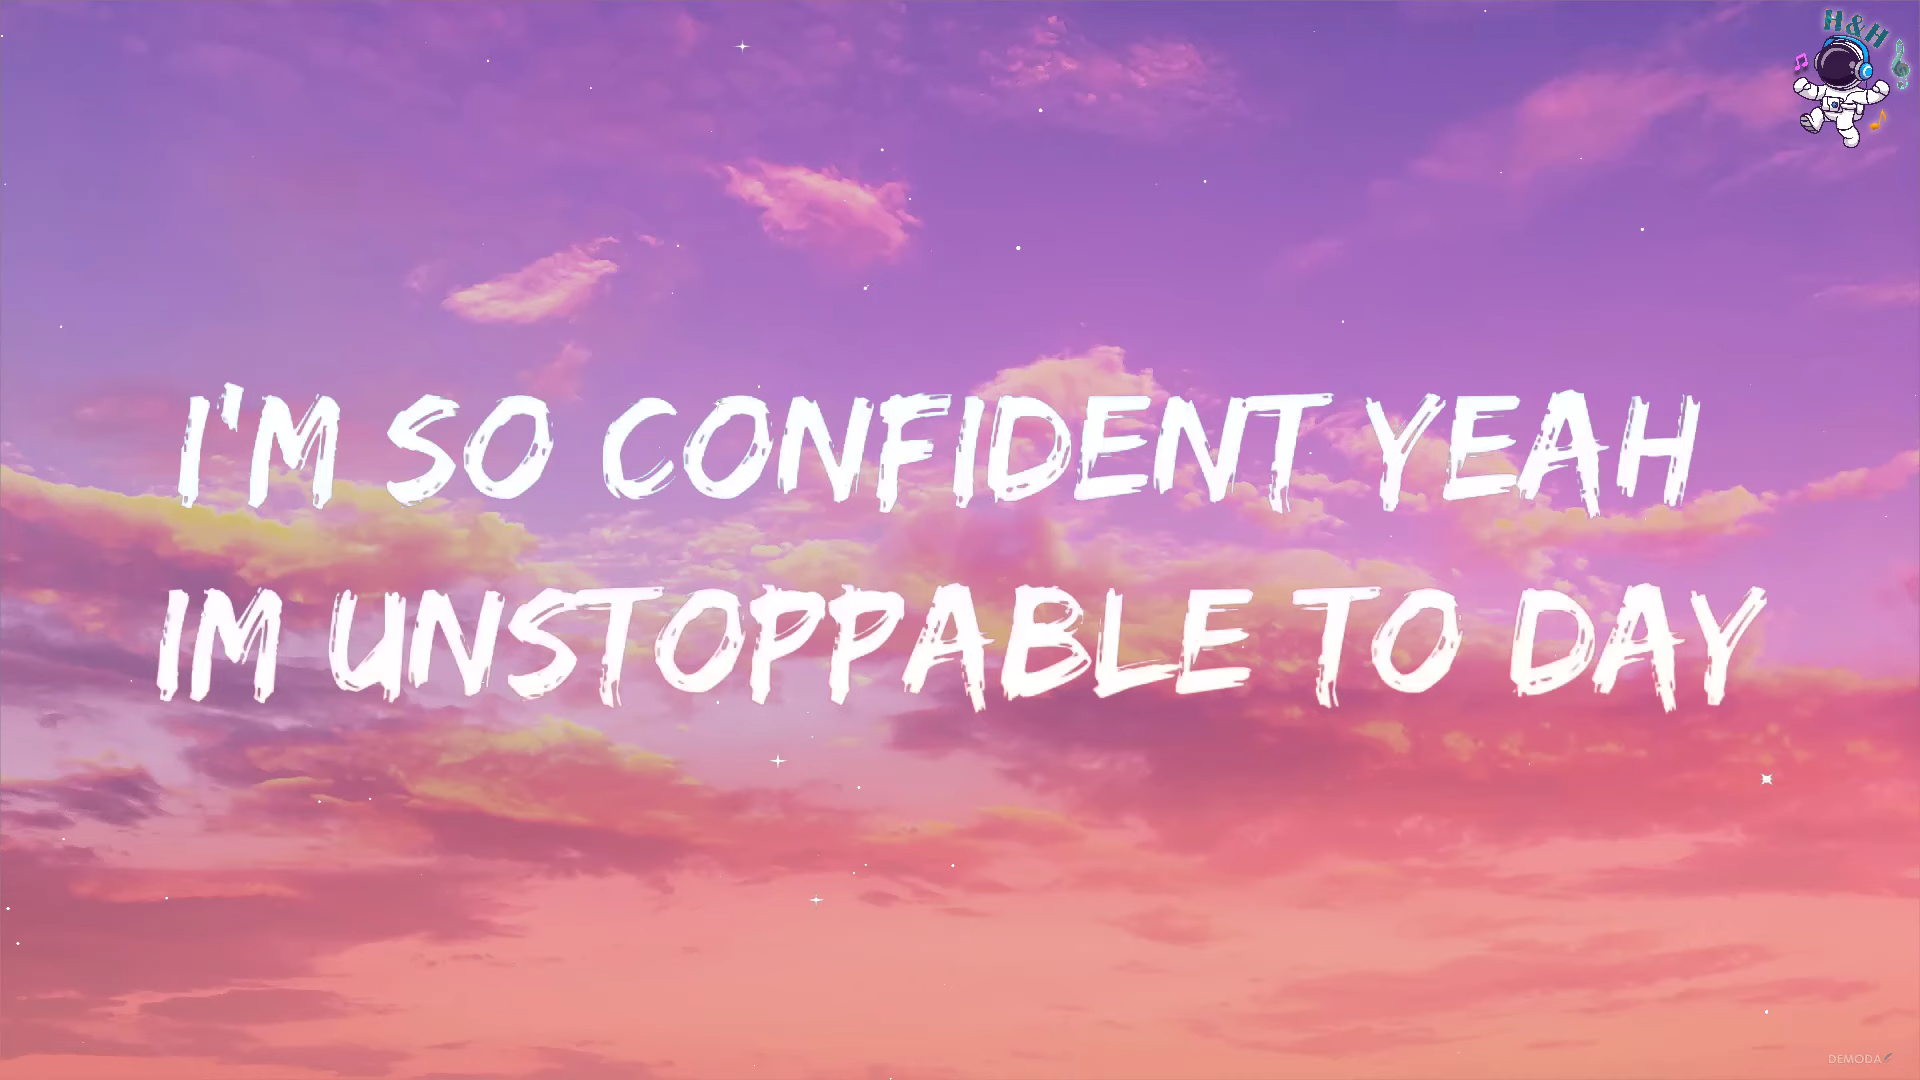 H&H
I'M SO CONFIDENT YEAH
IM UNSTOPPABLE TO DAY
DEMODA